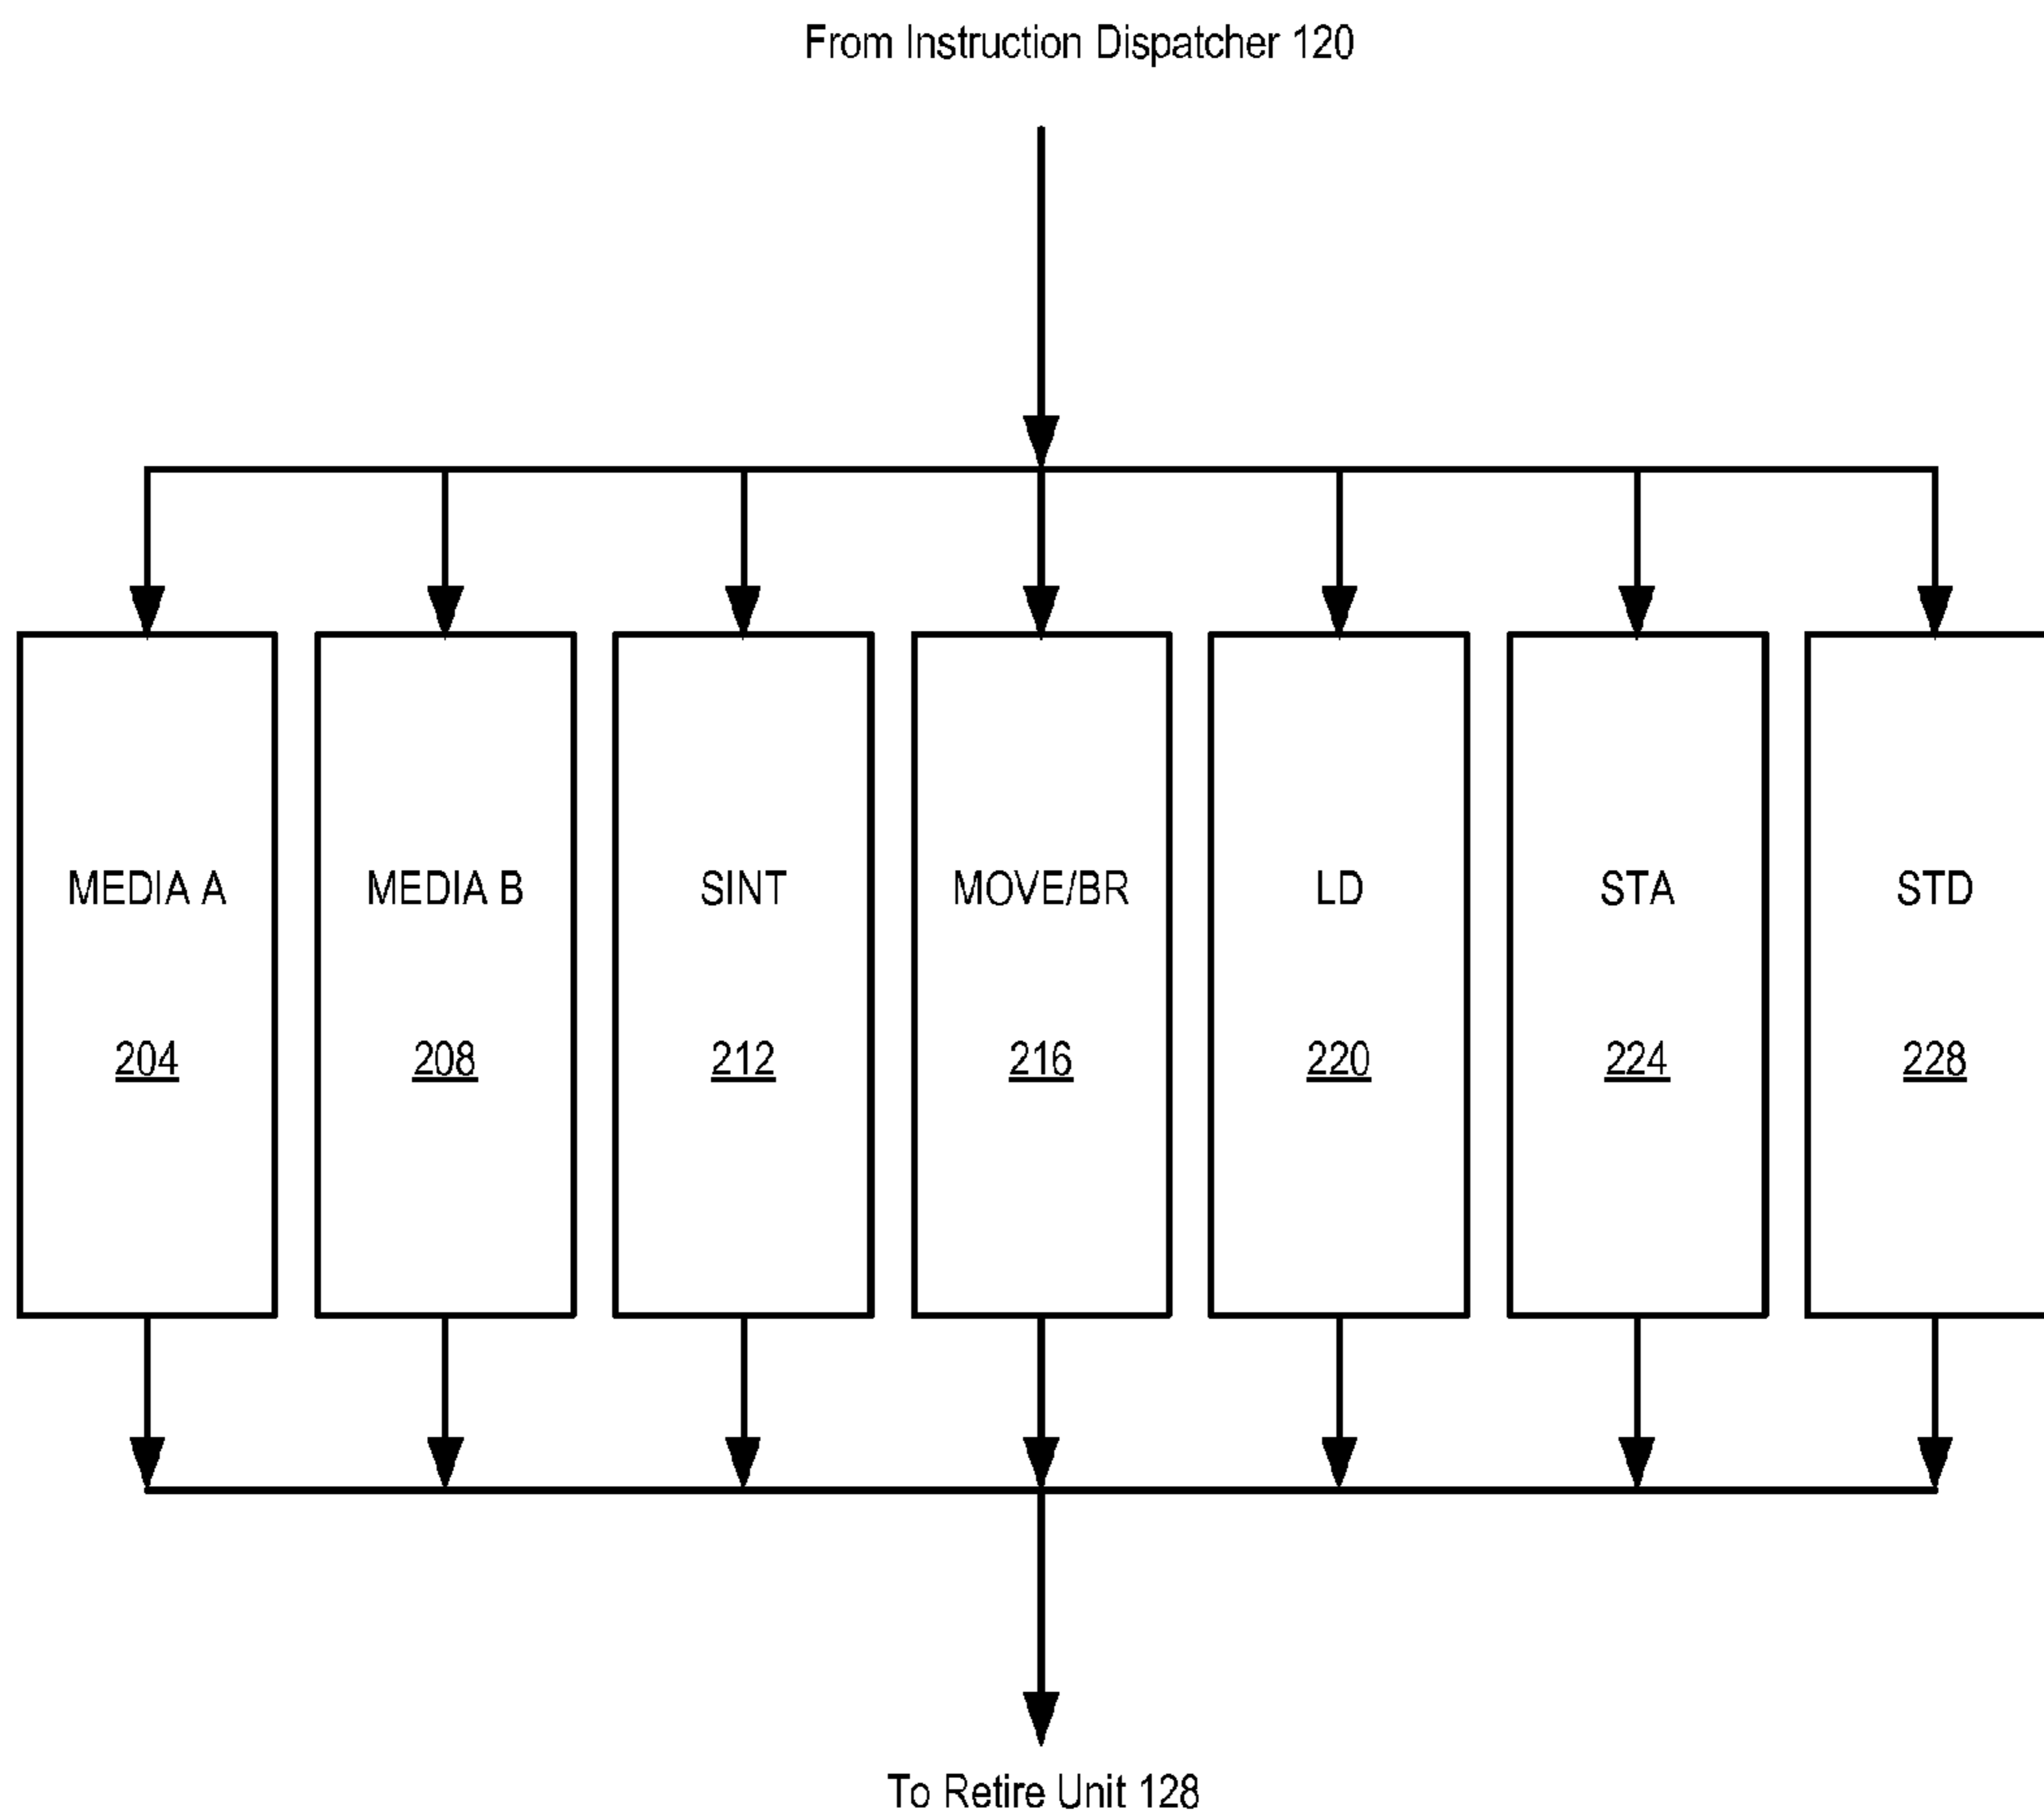 From Instruction Dispatcher 120
MEDIA A
MEDIA B
SINT
MOVE/BR
LD
STA
STD
204
208
212
216
220
224
228
To Retire Unit 128